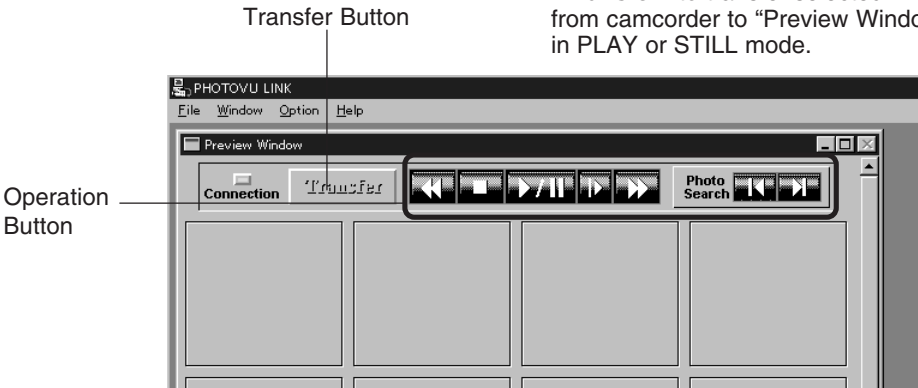 Transfer Button
from camcorder to “Preview Windo
in PLAY or STILL mode.
PHOTOVU LINK
File Window Option Help
Preview Window
Connection Transfer Photo Search
Operation
Button